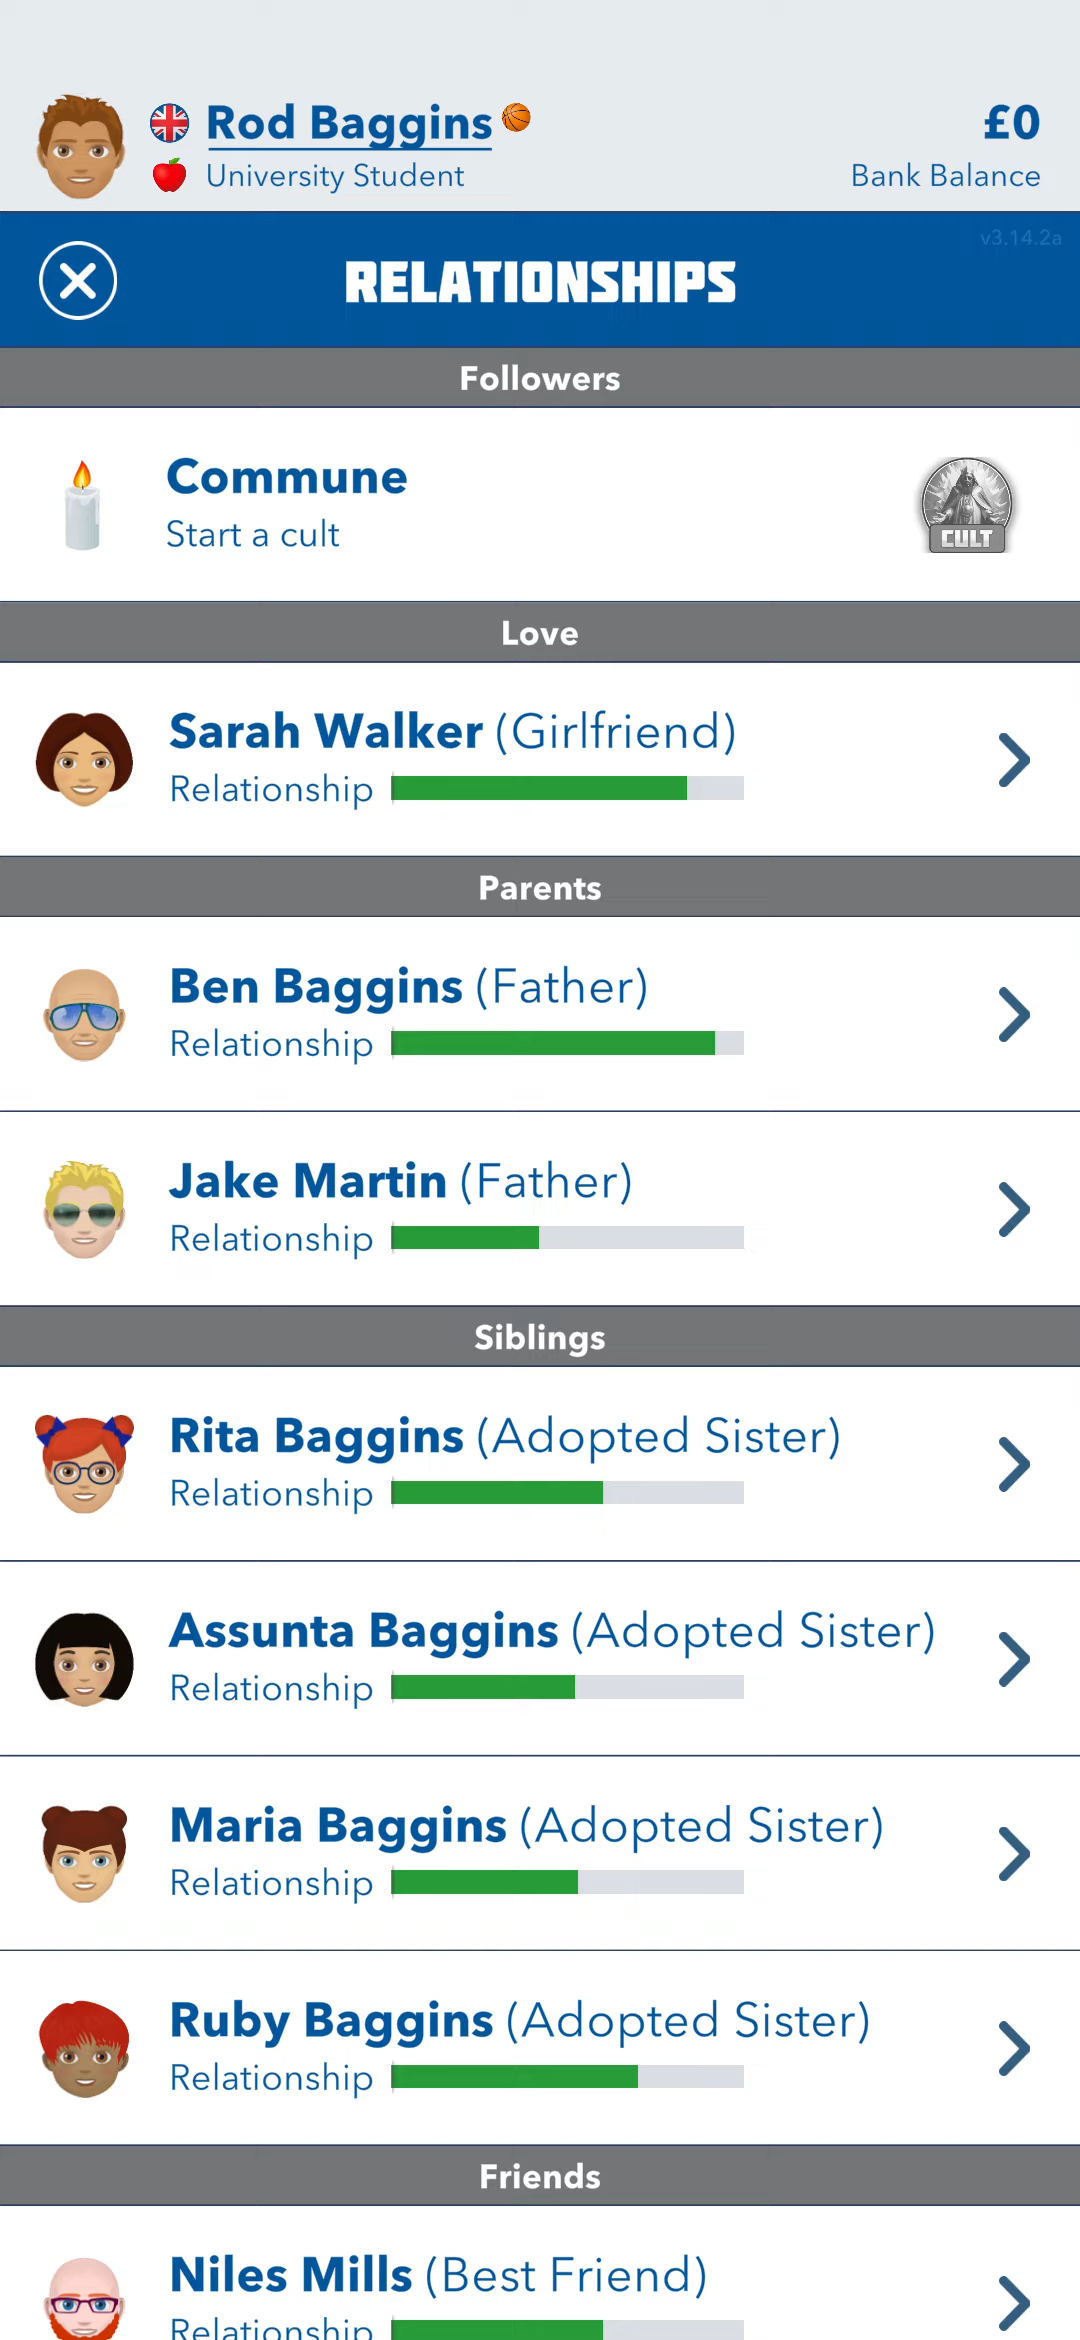 Rod Baggins
£0
University Student
Bank Balance
v3.14.2a
RELATIONSHIPS
Followers
Commune
Start a cult
CULT
Love
Sarah Walker (Girlfriend)
Relationship
Parents
Ben Baggins (Father)
Relationship
Jake Martin (Father)
Relationship
Siblings
Rita Baggins (Adopted Sister)
Relationship
Assunta Baggins (Adopted Sister)
Relationship
Maria Baggins (Adopted Sister)
Relationship
Ruby Baggins (Adopted Sister)
Relationship
Friends
Niles Mills (Best Friend)
Relationship